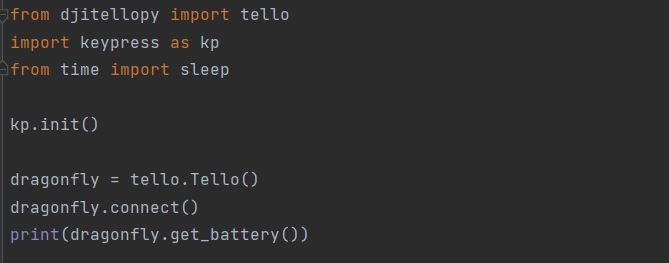 from djitellopy import tello
import keypress as kp
from time import sleep
kp.init()
dragonfly = tello.Tello()
dragonfly.connect()
print(dragonfly.get_battery())